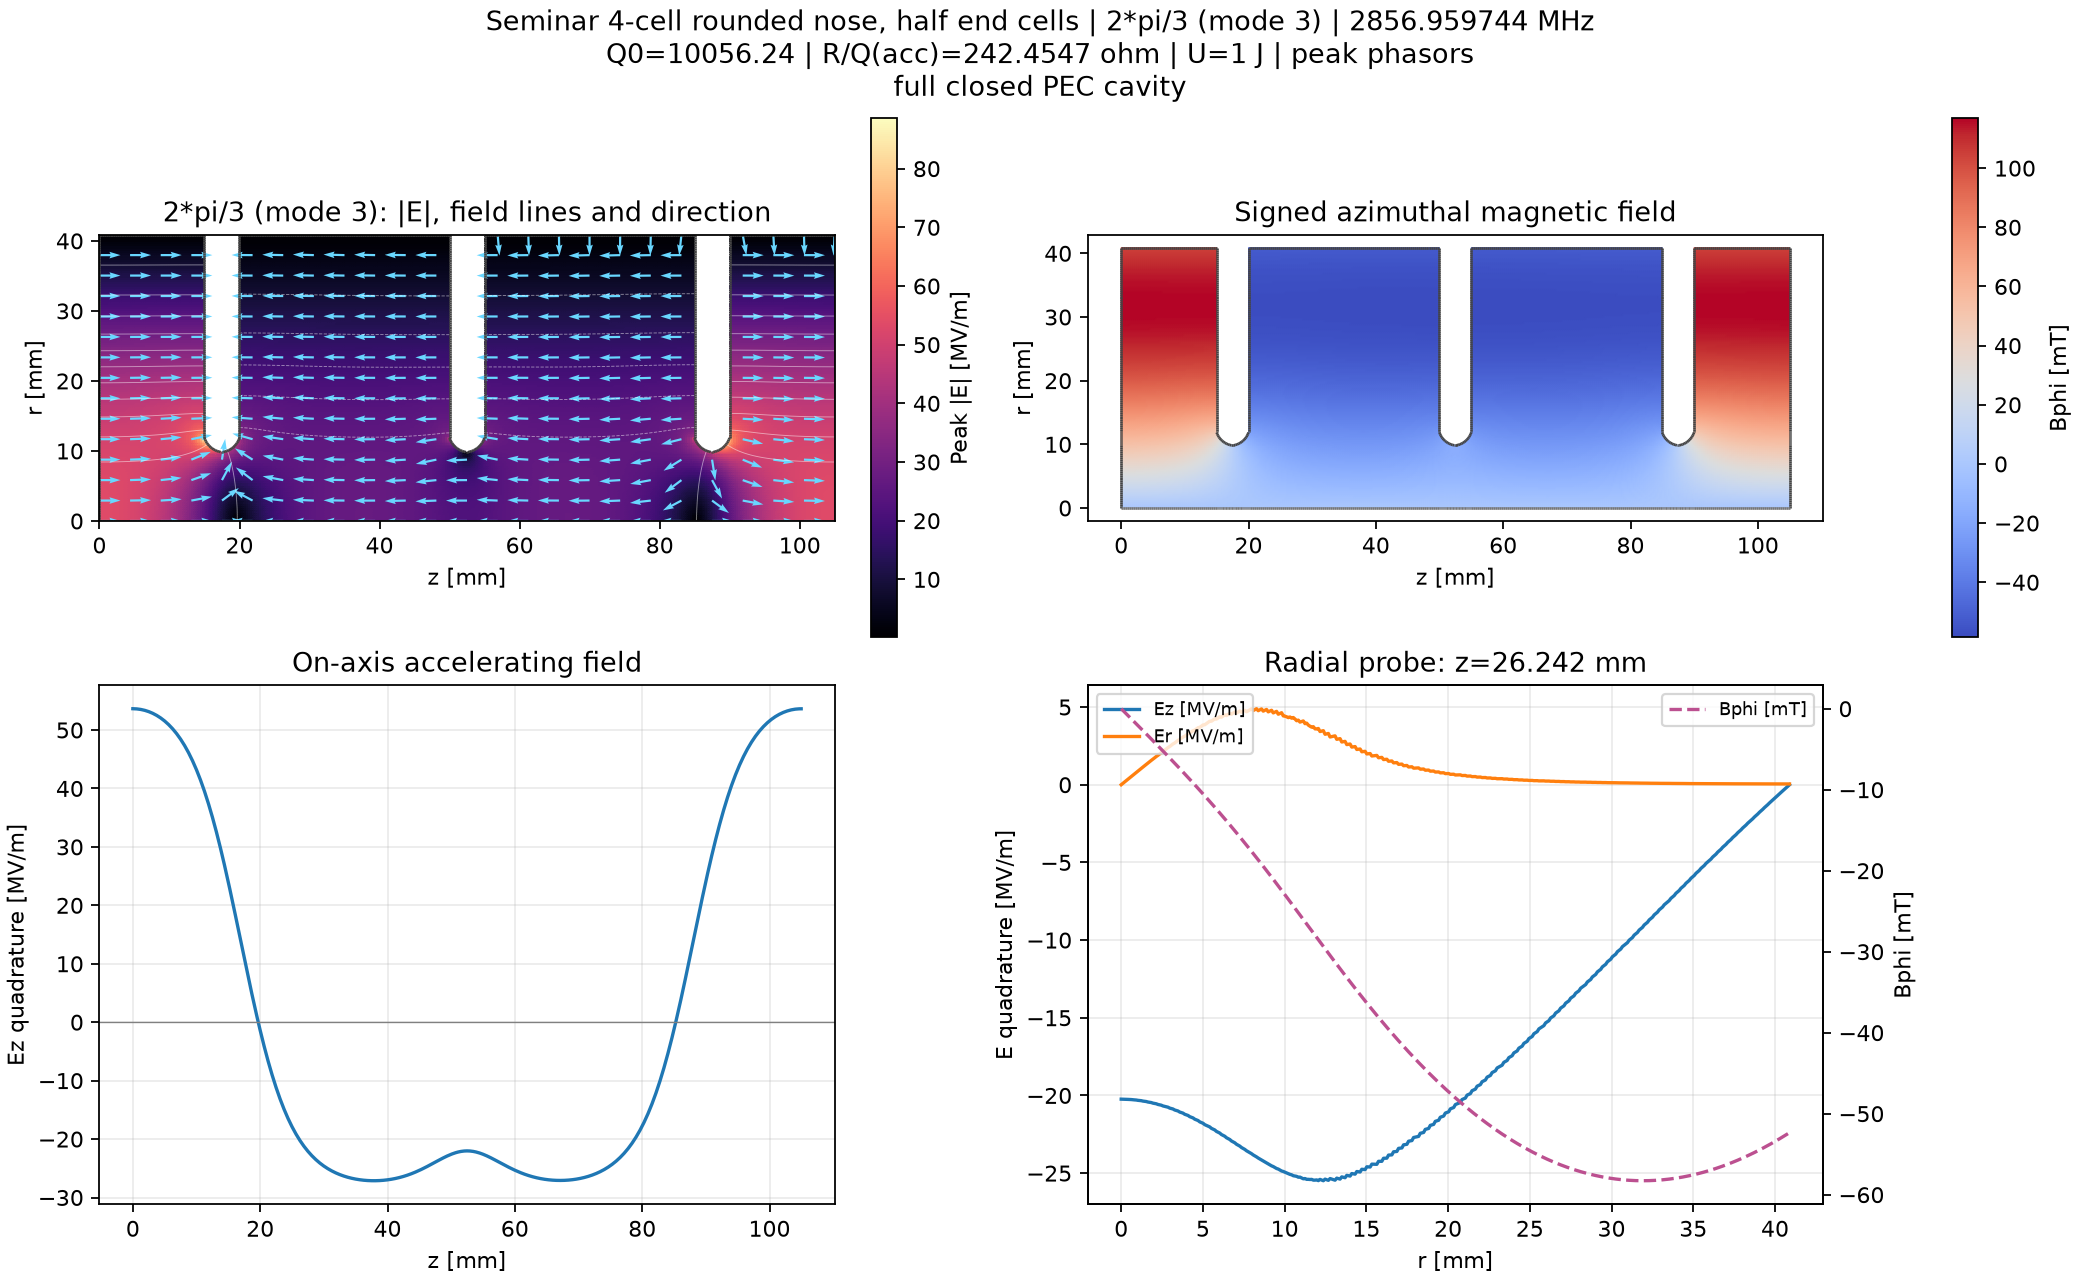 Seminar 4-cell rounded nose, half end cells | 2*pi/3 (mode 3) | 2856.959744 MHz
Q0=10056.24 | R/Q(acc)=242.4547 ohm | U=1 J | peak phasors
full closed PEC cavity
2*pi/3 (mode 3): |E|, field lines and direction
40
30
20
10
0
r [mm]
0 20 40 60 80 100
z [mm]
80
70
60
50
40
30
20
10
Peak |E| [MV/m]
Signed azimuthal magnetic field
40
30
20
10
0
r [mm]
0 20 40 60 80 100
z [mm]
100
80
60
40
20
0
−20
−40
Bphi [mT]
On-axis accelerating field
50
40
30
20
10
0
−10
−20
−30
Ez quadrature [MV/m]
0 20 40 60 80 100
z [mm]
Radial probe: z=26.242 mm
Ez [MV/m]
Er [MV/m]
Bphi [mT]
5
0
−5
−10
−15
−20
−25
E quadrature [MV/m]
0 5 10 15 20 25 30 35 40
r [mm]
0
−10
−20
−30
−40
−50
−60
Bphi [mT]